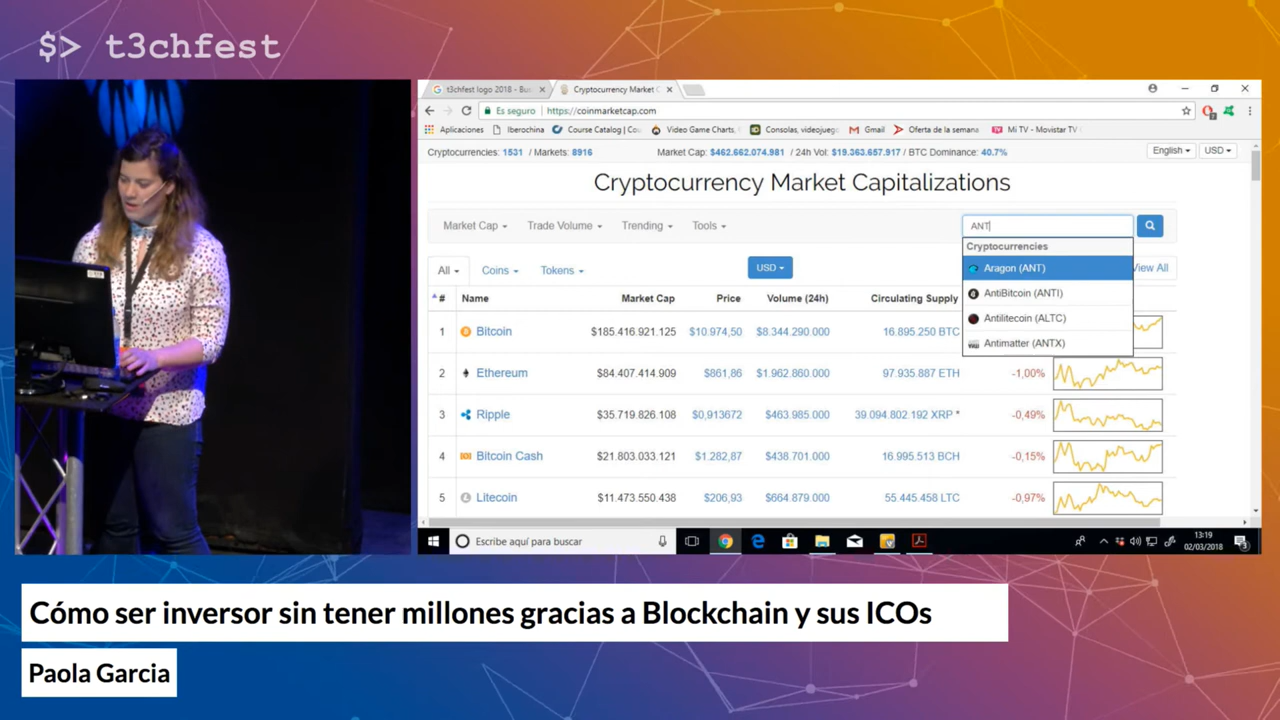 $> t3chfest
t3chfest logo 2018 - Bus
Cryptocurrency Market C
Es seguro
https://coinmarketcap.com
Aplicaciones
Iberochina
Course Catalog | Cou
Video Game Charts,
Consolas, videojueg
Gmail
Oferta de la semana
Mi TV - Movistar TV
Cryptocurrencies: 1531 / Markets: 8916
Market Cap: $462.662.074.981 / 24h Vol: $19.363.657.917 / BTC Dominance: 40.7%
English
USD
Cryptocurrency Market Capitalizations
Market Cap
Trade Volume
Trending
Tools
ANT
Cryptocurrencies
Aragon (ANT)
AntiBitcoin (ANTI)
Antilitecoin (ALTC)
Antimatter (ANTX)
All
Coins
Tokens
USD
View All
# Name Market Cap Price Volume (24h) Circulating Supply
1 Bitcoin $185.416.921.125 $10.974,50 $8.344.290.000 16.895.250 BTC
2 Ethereum $84.407.414.909 $861,86 $1.962.860.000 97.935.887 ETH -1,00%
3 Ripple $35.719.826.108 $0,913672 $463.985.000 39.094.802.192 XRP * -0,49%
4 Bitcoin Cash $21.803.033.121 $1.282,87 $438.701.000 16.995.513 BCH -0,15%
5 Litecoin $11.473.550.438 $206,93 $664.879.000 55.445.458 LTC -0,97%
Escribe aquí para buscar
13:19
02/03/2018
Cómo ser inversor sin tener millones gracias a Blockchain y sus ICOs
Paola Garcia